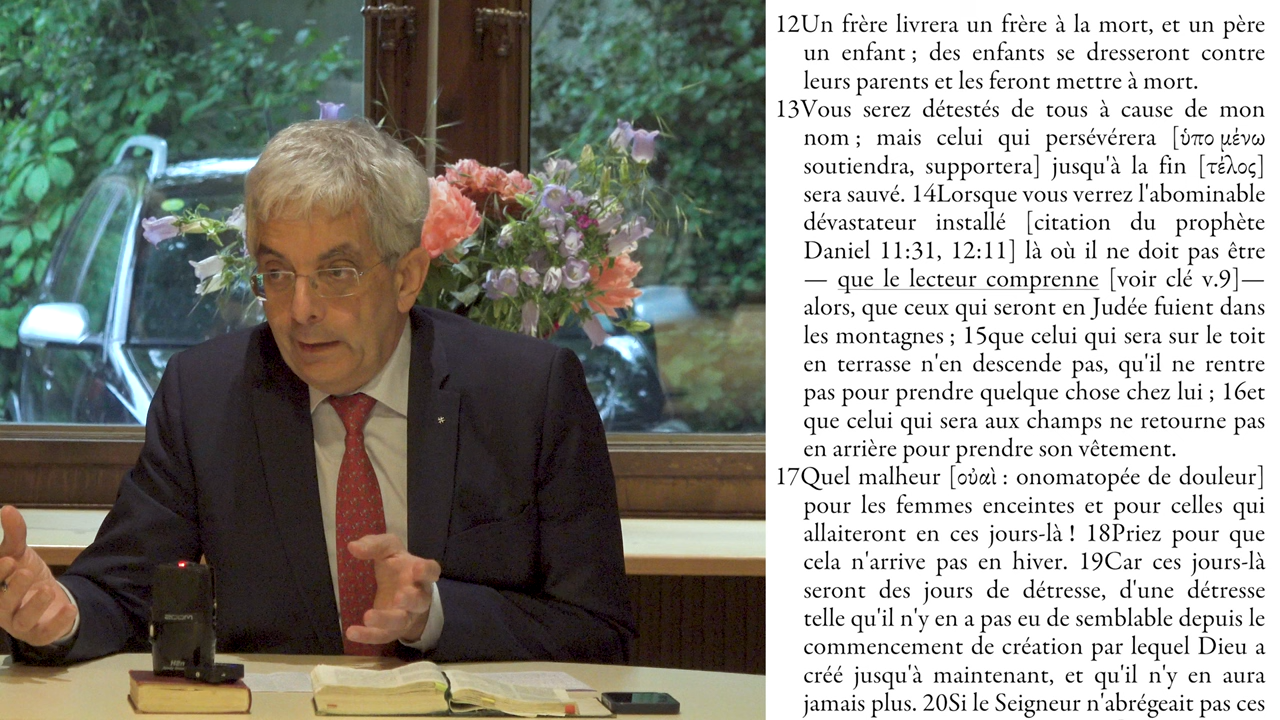 12Un frère livrera un frère à la mort, et un père
un enfant ; des enfants se dresseront contre
leurs parents et les feront mettre à mort.
13Vous serez détestés de tous à cause de mon
nom ; mais celui qui persévérera [ὑπο μένω
soutiendra, supportera] jusqu'à la fin [τέλος]
sera sauvé. 14Lorsque vous verrez l'abominable
dévastateur installé [citation du prophète
Daniel 11:31, 12:11] là où il ne doit pas être
— que le lecteur comprenne [voir clé v.9]—
alors, que ceux qui seront en Judée fuient dans
les montagnes ; 15que celui qui sera sur le toit
en terrasse n'en descende pas, qu'il ne rentre
pas pour prendre quelque chose chez lui ; 16et
que celui qui sera aux champs ne retourne pas
en arrière pour prendre son vêtement.
17Quel malheur [οὐαὶ : onomatopée de douleur]
pour les femmes enceintes et pour celles qui
allaiteront en ces jours-là ! 18Priez pour que
cela n'arrive pas en hiver. 19Car ces jours-là
seront des jours de détresse, d'une détresse
telle qu'il n'y en a pas eu de semblable depuis le
commencement de création par lequel Dieu a
créé jusqu'à maintenant, et qu'il n'y en aura
jamais plus. 20Si le Seigneur n'abrégeait pas ces